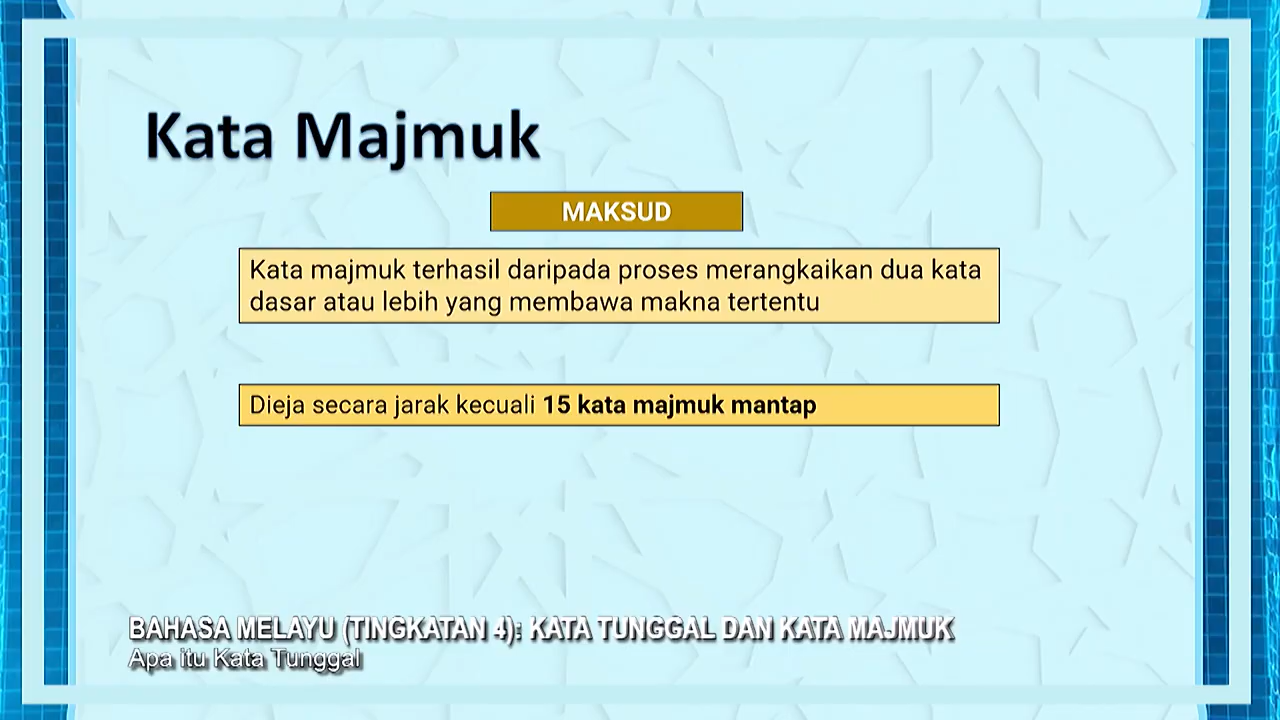 Kata Majmuk
MAKSUD
Kata majmuk terhasil daripada proses merangkaikan dua kata
dasar atau lebih yang membawa makna tertentu
Dieja secara jarak kecuali 15 kata majmuk mantap
BAHASA MELAYU (TINGKATAN 4): KATA TUNGGAL DAN KATA MAJMUK
Apa itu Kata Tunggal